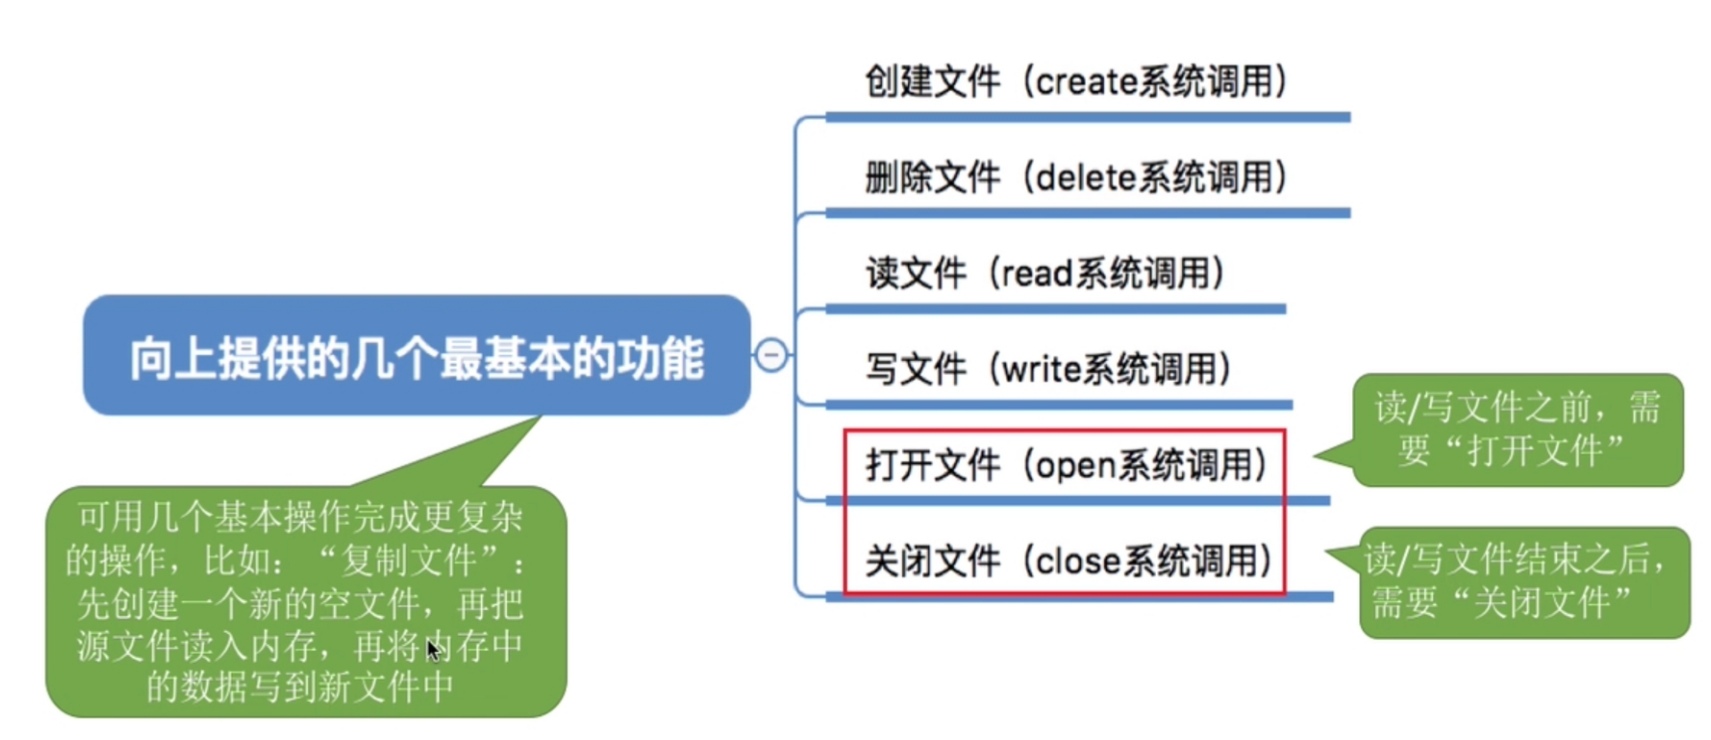 创建文件（create系统调用）
删除文件（delete系统调用）
读文件（read系统调用）
向上提供的几个最基本的功能
写文件（write系统调用）
打开文件（open系统调用）
关闭文件（close系统调用）
读/写文件之前，需
要“打开文件”
读/写文件结束之后，
需要“关闭文件”
可用几个基本操作完成更复杂
的操作，比如：“复制文件”：
先创建一个新的空文件，再把
源文件读入内存，再将内存中
的数据写到新文件中